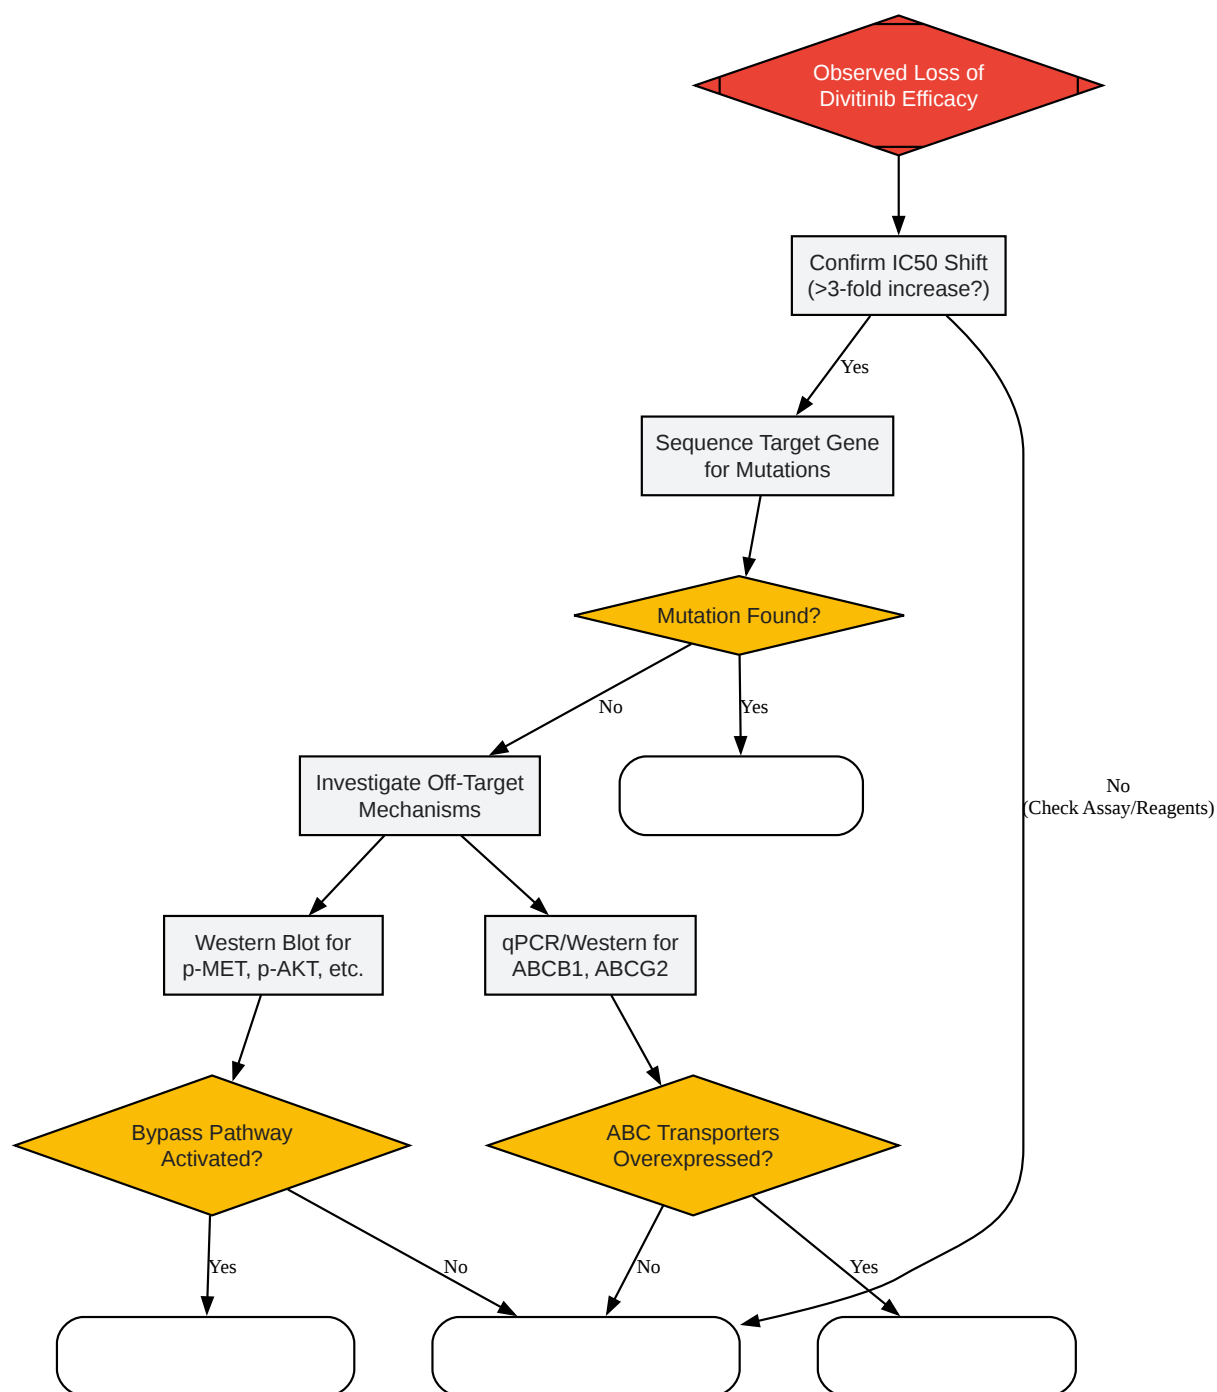 Observed Loss of
Divitinib Efficacy
Confirm IC50 Shift
(>3-fold increase?)
Yes
Sequence Target Gene
for Mutations
Mutation Found?
No
Yes
Investigate Off-Target
Mechanisms
No
(Check Assay/Reagents)
Western Blot for
p-MET, p-AKT, etc.
qPCR/Western for
ABCB1, ABCG2
Bypass Pathway
Activated?
ABC Transporters
Overexpressed?
Yes
No
No
Yes